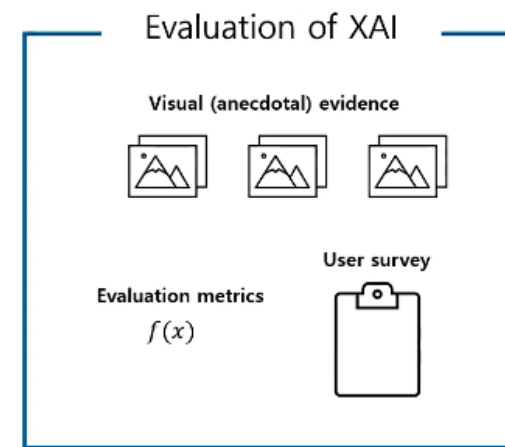 Evaluation of XAI
Visual (anecdotal) evidence
User survey
Evaluation metrics
f(x)